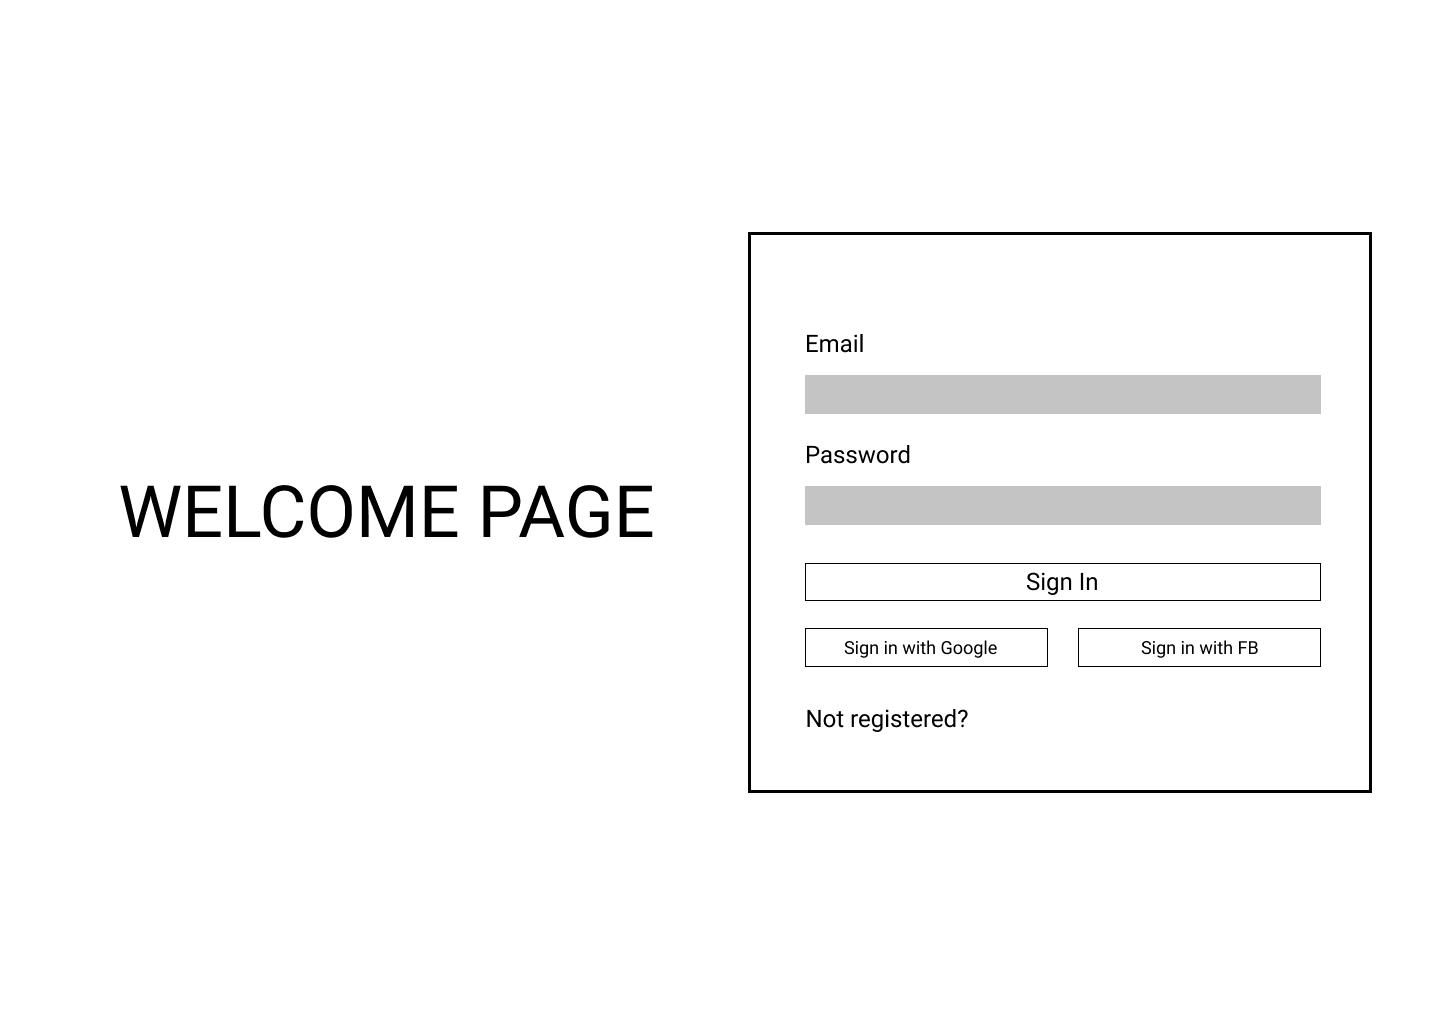 WELCOME PAGE
Email
Password
Sign In
Sign in with Google
Sign in with FB
Not registered?